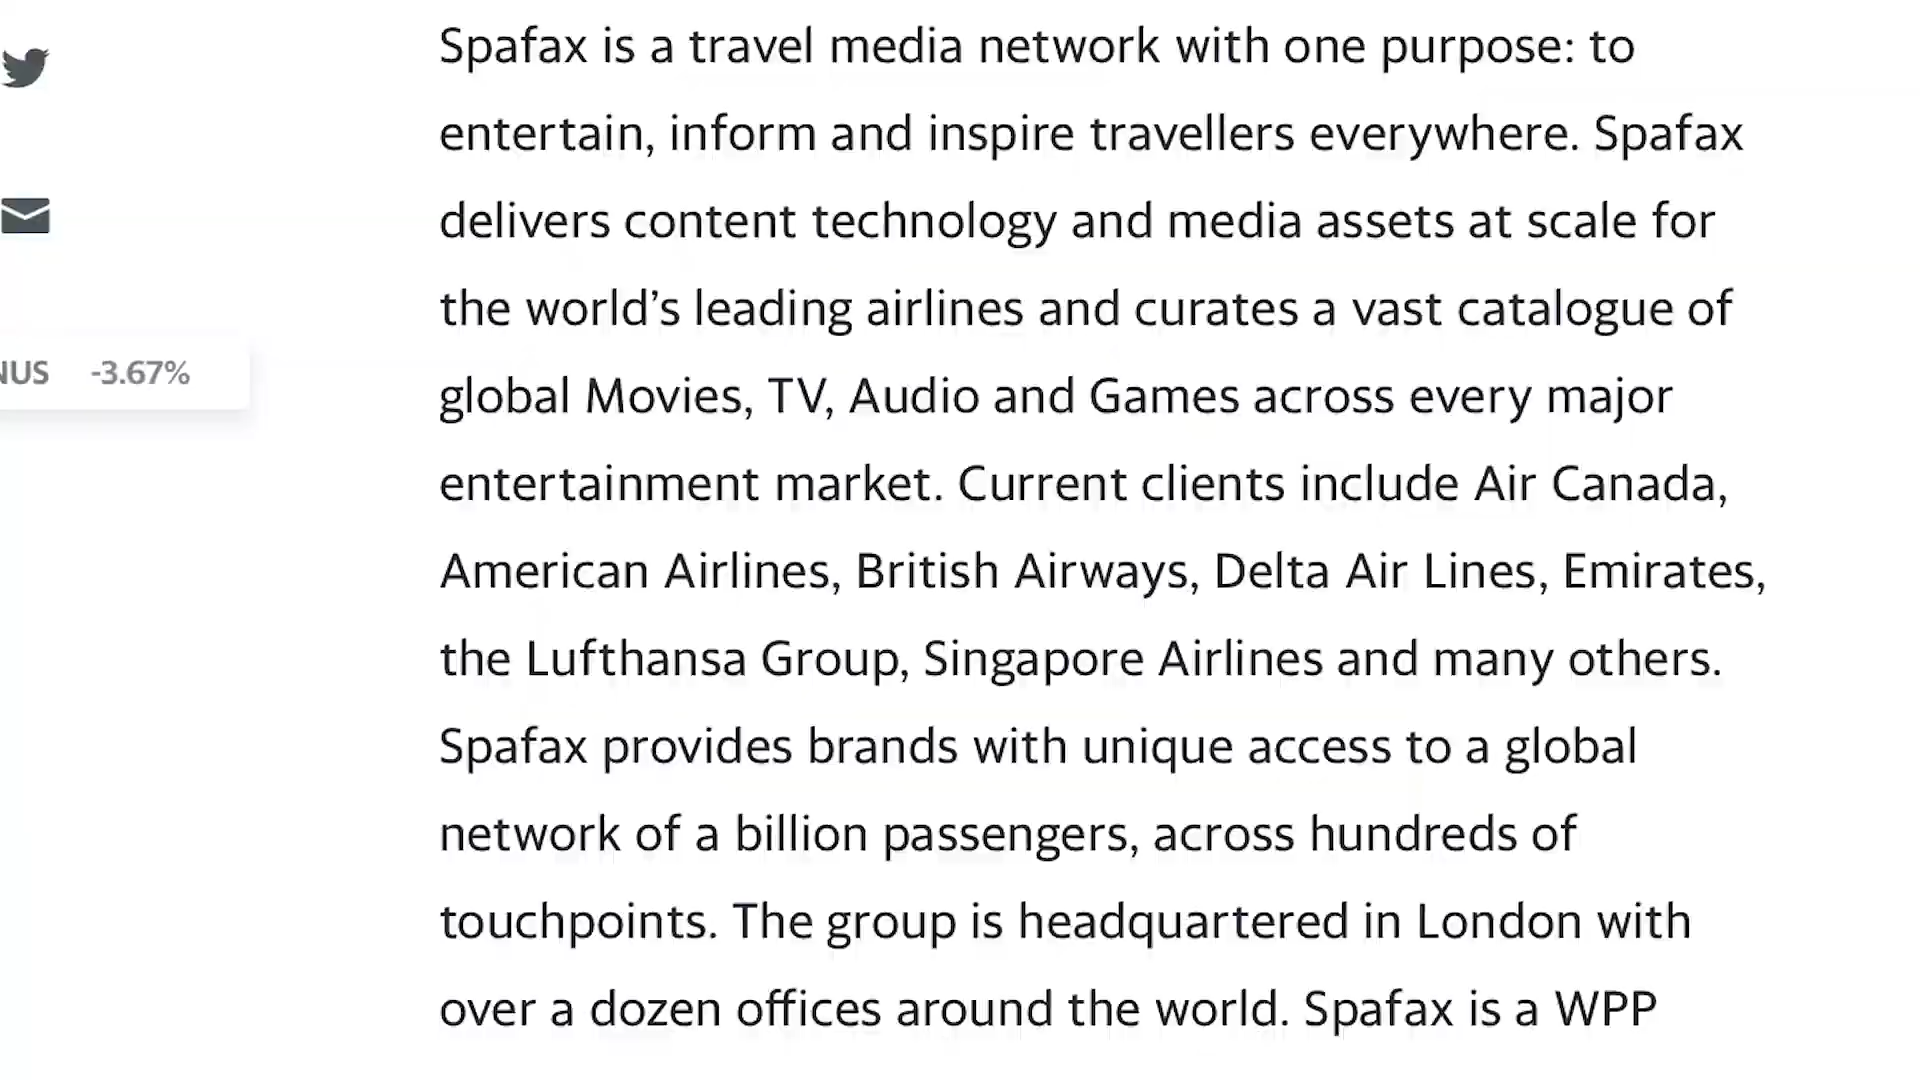 Spafax is a travel media network with one purpose: to
entertain, inform and inspire travellers everywhere. Spafax
delivers content technology and media assets at scale for
the world’s leading airlines and curates a vast catalogue of
NUS -3.67%
global Movies, TV, Audio and Games across every major
entertainment market. Current clients include Air Canada,
American Airlines, British Airways, Delta Air Lines, Emirates,
the Lufthansa Group, Singapore Airlines and many others.
Spafax provides brands with unique access to a global
network of a billion passengers, across hundreds of
touchpoints. The group is headquartered in London with
over a dozen offices around the world. Spafax is a WPP